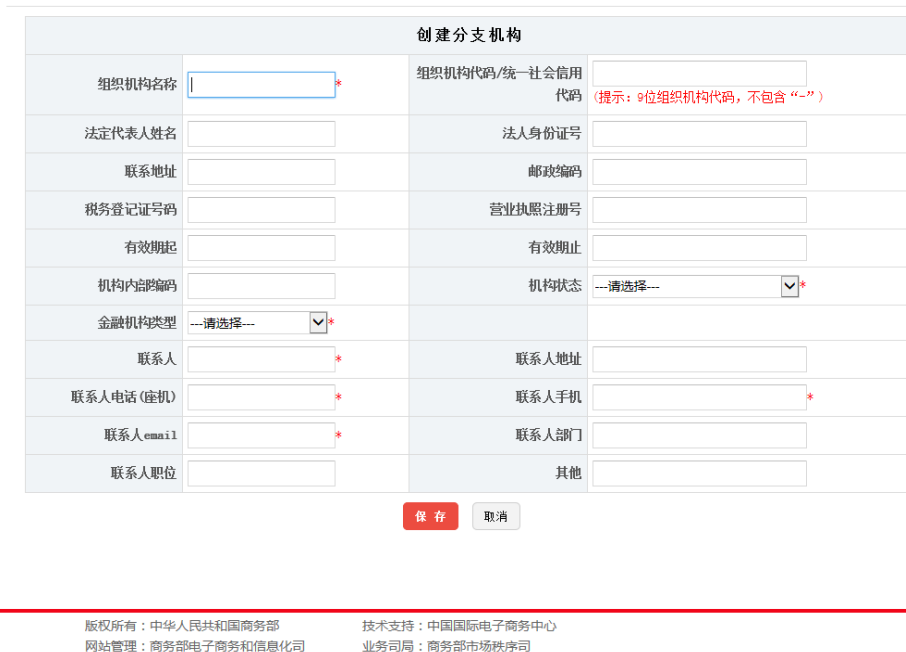 创建分支机构
组织机构名称 * 组织机构代码/统一社会信用
代码 (提示: 9位组织机构代码, 不包含“-”)
法定代表人姓名 法人身份证号
联系地址 邮政编码
税务登记证号码 营业执照注册号
有效期起 有效期止
机构内部编码 机构状态 ---请选择--- *
金融机构类型 ---请选择--- *
联系人 * 联系人地址
联系人电话(座机) * 联系人手机 *
联系人email * 联系人部门
联系人职位 其他
保 存 取消
版权所有：中华人民共和国商务部 技术支持：中国国际电子商务中心
网站管理：商务部电子商务和信息化司 业务司局：商务部市场秩序司